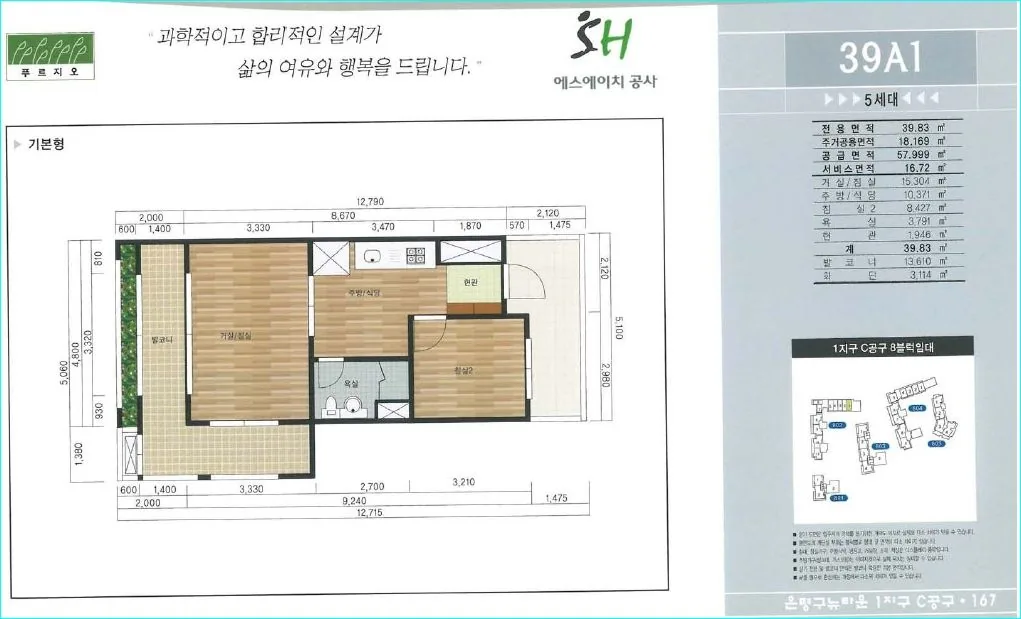 푸르지오
"과학적이고 합리적인 설계가
삶의 여유와 행복을 드립니다."
SH
에스에이치 공사
39A1
5세대
전용면적 39.83 ㎡
주거공용면적 18.169 ㎡
공급면적 57.999 ㎡
서비스면적 16.72 ㎡
거실/침실 15.304 ㎡
주방/식당 10.371 ㎡
침실2 8.427 ㎡
욕실 3.791 ㎡
현관 1.946 ㎡
계 39.83 ㎡
발코니 13.610 ㎡
화단 3.114 ㎡
기본형
12,790
2,000 8,670 2,120
600 1,400 3,330 3,470 1,870 570 1,475
810
3,320
930
4,800
5,060
1,380
2,120
5,100
2,980
발코니
거실/침실
주방/식당
현관
욕실
침실2
600 1,400 3,330 2,700 3,210 1,475
2,000 9,240
12,715
1지구 C공구 8블럭임대
802
804
803
805
801
은평구뉴타운 1지구 C공구 • 167